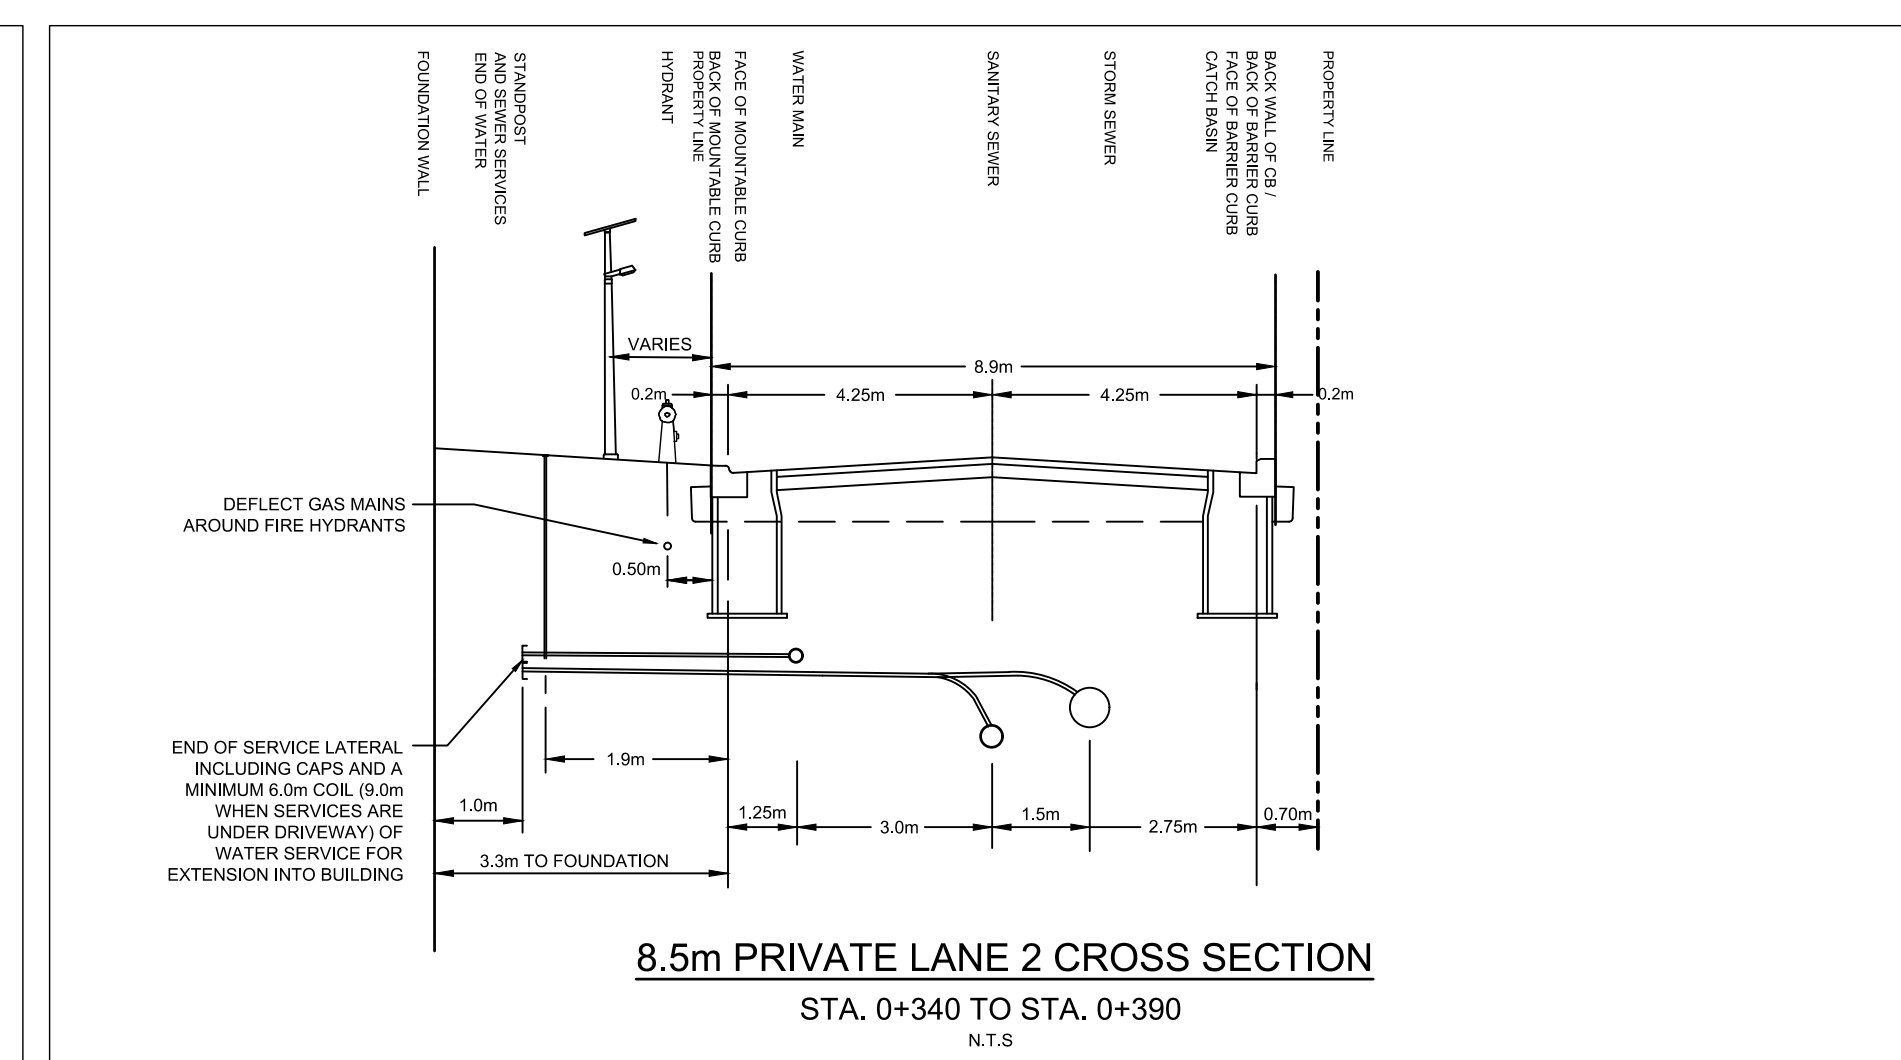 FOUNDATION WALL
STANDPOST
AND SEWER SERVICES
END OF WATER
HYDRANT
FACE OF MOUNTABLE CURB
BACK OF MOUNTABLE CURB
PROPERTY LINE
WATER MAIN
SANITARY SEWER
STORM SEWER
BACK WALL OF CB /
BACK OF BARRIER CURB
FACE OF BARRIER CURB
CATCH BASIN
PROPERTY LINE
VARIES
8.9m
0.2m
4.25m
4.25m
0.2m
DEFLECT GAS MAINS
AROUND FIRE HYDRANTS
0.50m
END OF SERVICE LATERAL
INCLUDING CAPS AND A
MINIMUM 6.0m COIL (9.0m
WHEN SERVICES ARE
UNDER DRIVEWAY) OF
WATER SERVICE FOR
EXTENSION INTO BUILDING
1.9m
1.0m
1.25m
3.0m
1.5m
2.75m
0.70m
3.3m TO FOUNDATION
8.5m PRIVATE LANE 2 CROSS SECTION
STA. 0+340 TO STA. 0+390
N.T.S